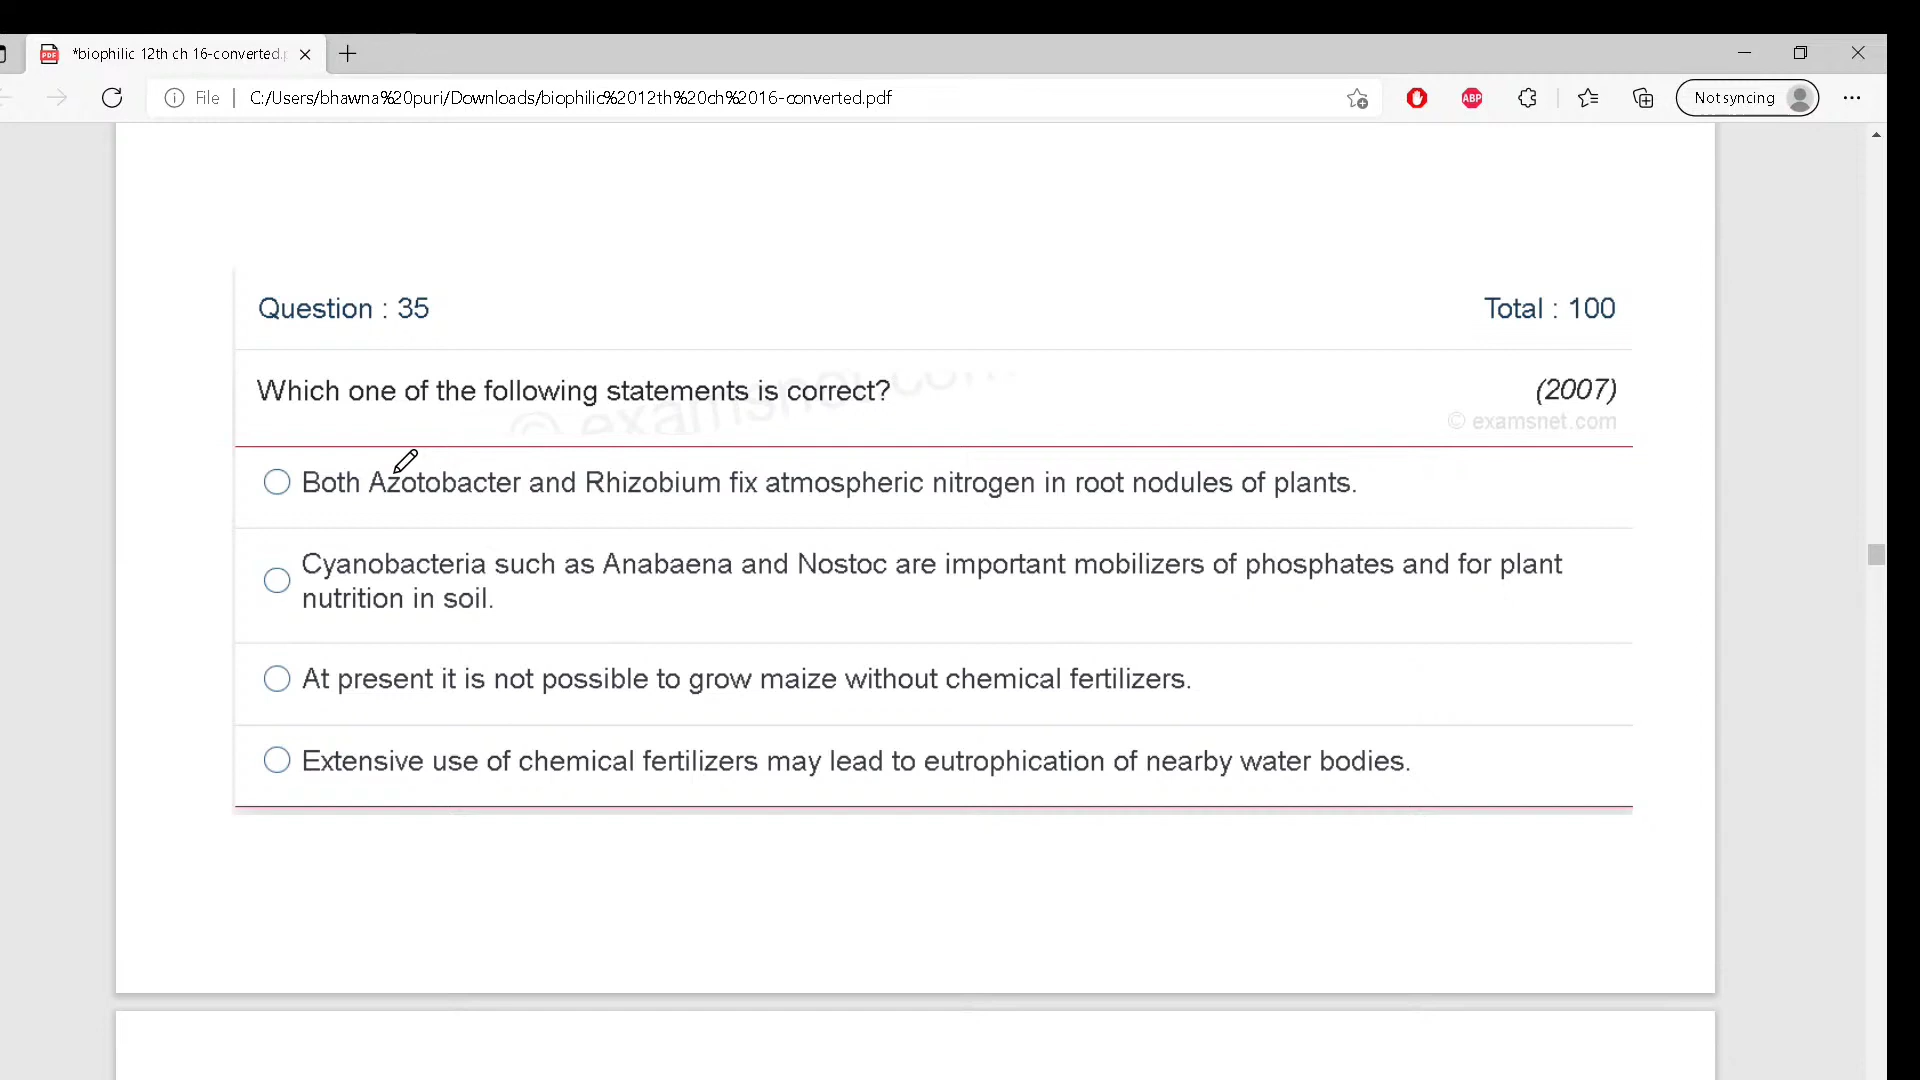 *biophilic 12th ch 16-converted.p
File
C:/Users/bhawna%20puri/Downloads/biophilic%2012th%20ch%2016-converted.pdf
ABP
Not syncing
Question : 35
Total : 100
Which one of the following statements is correct?
(2007)
© examsnet.com
© examsnet.com
Both Azotobacter and Rhizobium fix atmospheric nitrogen in root nodules of plants.
Cyanobacteria such as Anabaena and Nostoc are important mobilizers of phosphates and for plant
nutrition in soil.
At present it is not possible to grow maize without chemical fertilizers.
Extensive use of chemical fertilizers may lead to eutrophication of nearby water bodies.